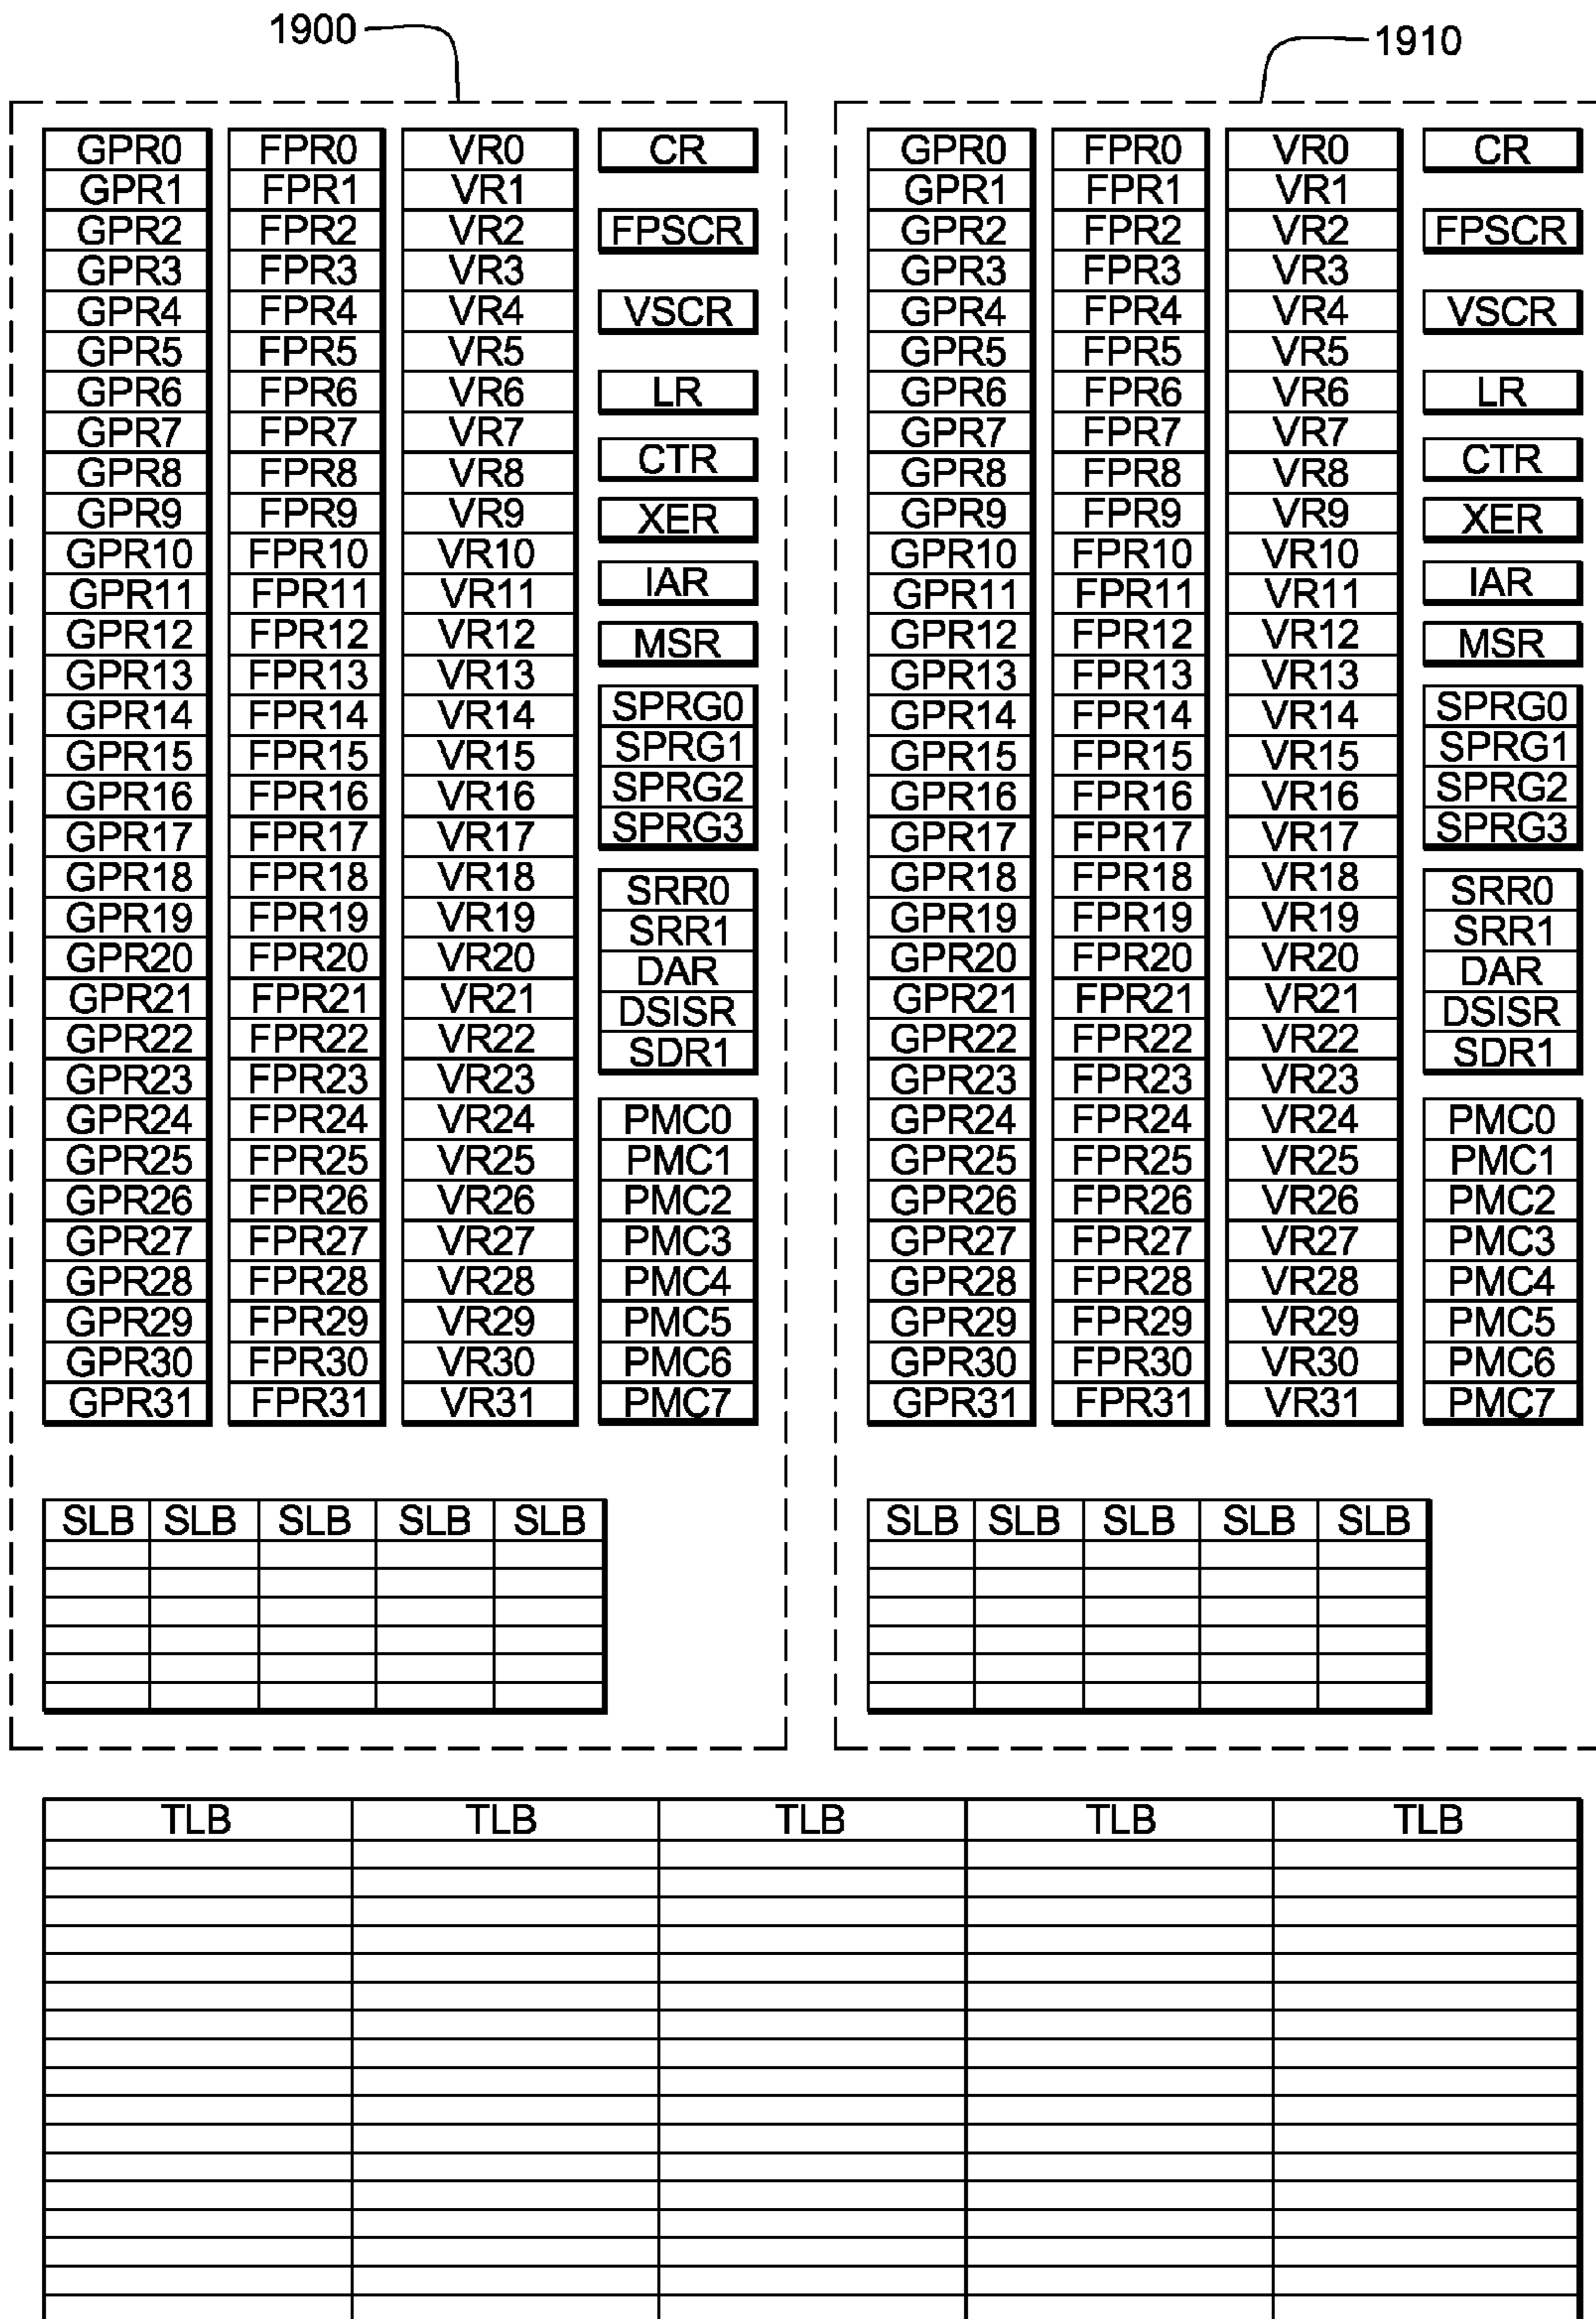 1900 1910
GPR0 FPR0 VR0 CR GPR0 FPR0 VR0 CR
GPR1 FPR1 VR1 GPR1 FPR1 VR1
GPR2 FPR2 VR2 FPSCR GPR2 FPR2 VR2 FPSCR
GPR3 FPR3 VR3 GPR3 FPR3 VR3
GPR4 FPR4 VR4 VSCR GPR4 FPR4 VR4 VSCR
GPR5 FPR5 VR5 GPR5 FPR5 VR5
GPR6 FPR6 VR6 LR GPR6 FPR6 VR6 LR
GPR7 FPR7 VR7 GPR7 FPR7 VR7
GPR8 FPR8 VR8 CTR GPR8 FPR8 VR8 CTR
GPR9 FPR9 VR9 XER GPR9 FPR9 VR9 XER
GPR10 FPR10 VR10 GPR10 FPR10 VR10
GPR11 FPR11 VR11 IAR GPR11 FPR11 VR11 IAR
GPR12 FPR12 VR12 MSR GPR12 FPR12 VR12 MSR
GPR13 FPR13 VR13 GPR13 FPR13 VR13
GPR14 FPR14 VR14 SPRG0 GPR14 FPR14 VR14 SPRG0
GPR15 FPR15 VR15 SPRG1 GPR15 FPR15 VR15 SPRG1
GPR16 FPR16 VR16 SPRG2 GPR16 FPR16 VR16 SPRG2
GPR17 FPR17 VR17 SPRG3 GPR17 FPR17 VR17 SPRG3
GPR18 FPR18 VR18 SRR0 GPR18 FPR18 VR18 SRR0
GPR19 FPR19 VR19 SRR1 GPR19 FPR19 VR19 SRR1
GPR20 FPR20 VR20 DAR GPR20 FPR20 VR20 DAR
GPR21 FPR21 VR21 DSISR GPR21 FPR21 VR21 DSISR
GPR22 FPR22 VR22 SDR1 GPR22 FPR22 VR22 SDR1
GPR23 FPR23 VR23 GPR23 FPR23 VR23
GPR24 FPR24 VR24 PMC0 GPR24 FPR24 VR24 PMC0
GPR25 FPR25 VR25 PMC1 GPR25 FPR25 VR25 PMC1
GPR26 FPR26 VR26 PMC2 GPR26 FPR26 VR26 PMC2
GPR27 FPR27 VR27 PMC3 GPR27 FPR27 VR27 PMC3
GPR28 FPR28 VR28 PMC4 GPR28 FPR28 VR28 PMC4
GPR29 FPR29 VR29 PMC5 GPR29 FPR29 VR29 PMC5
GPR30 FPR30 VR30 PMC6 GPR30 FPR30 VR30 PMC6
GPR31 FPR31 VR31 PMC7 GPR31 FPR31 VR31 PMC7
SLB SLB SLB SLB SLB SLB SLB SLB SLB SLB
TLB TLB TLB TLB TLB